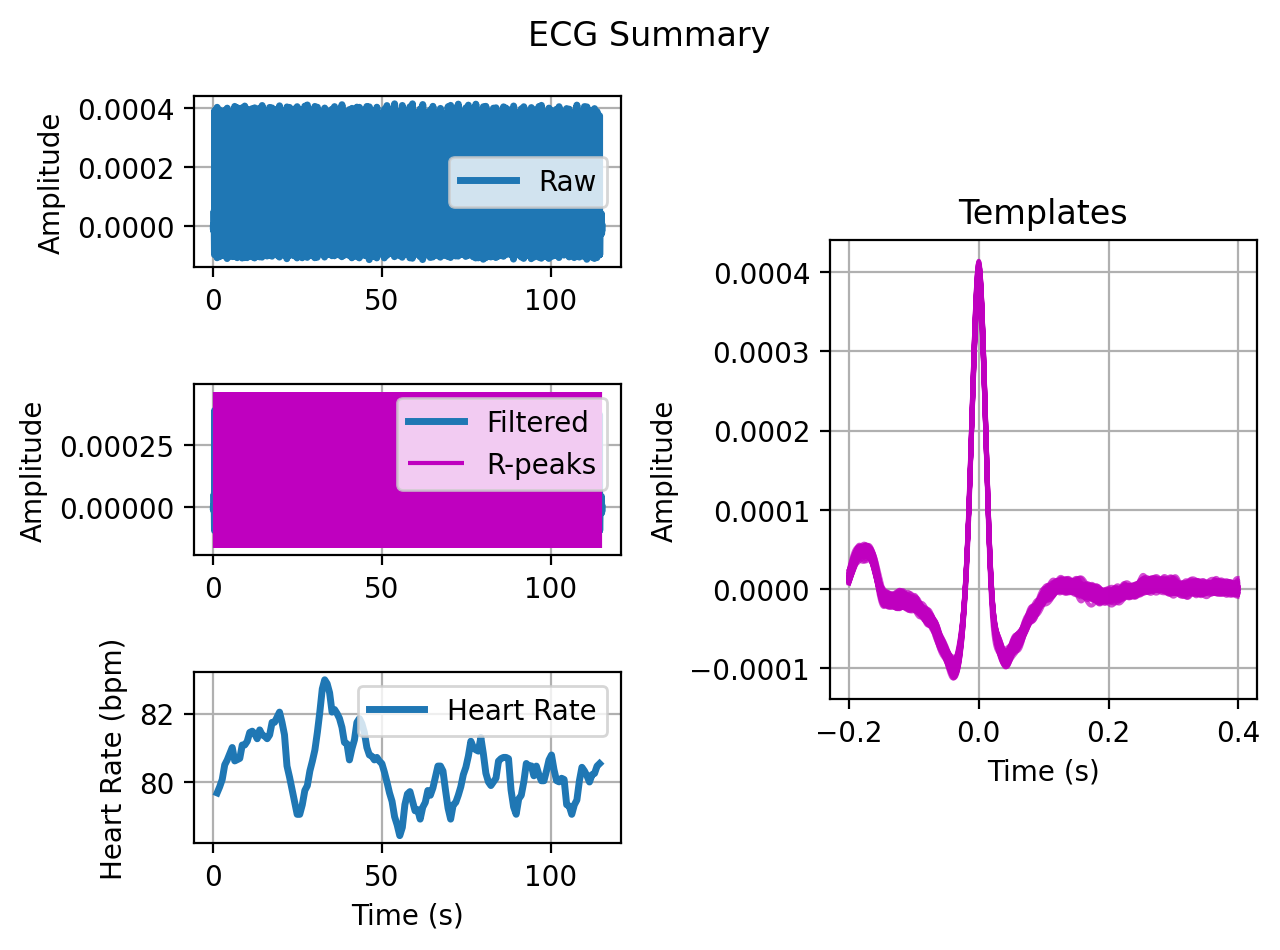 ECG Summary
Amplitude
0.0004
0.0002
0.0000
Raw
0
50
100
Amplitude
0.00025
0.00000
Filtered
R-peaks
0
50
100
Heart Rate (bpm)
82
80
Heart Rate
0
50
100
Time (s)
Templates
Amplitude
0.0004
0.0003
0.0002
0.0001
0.0000
−0.0001
−0.2
0.0
0.2
0.4
Time (s)